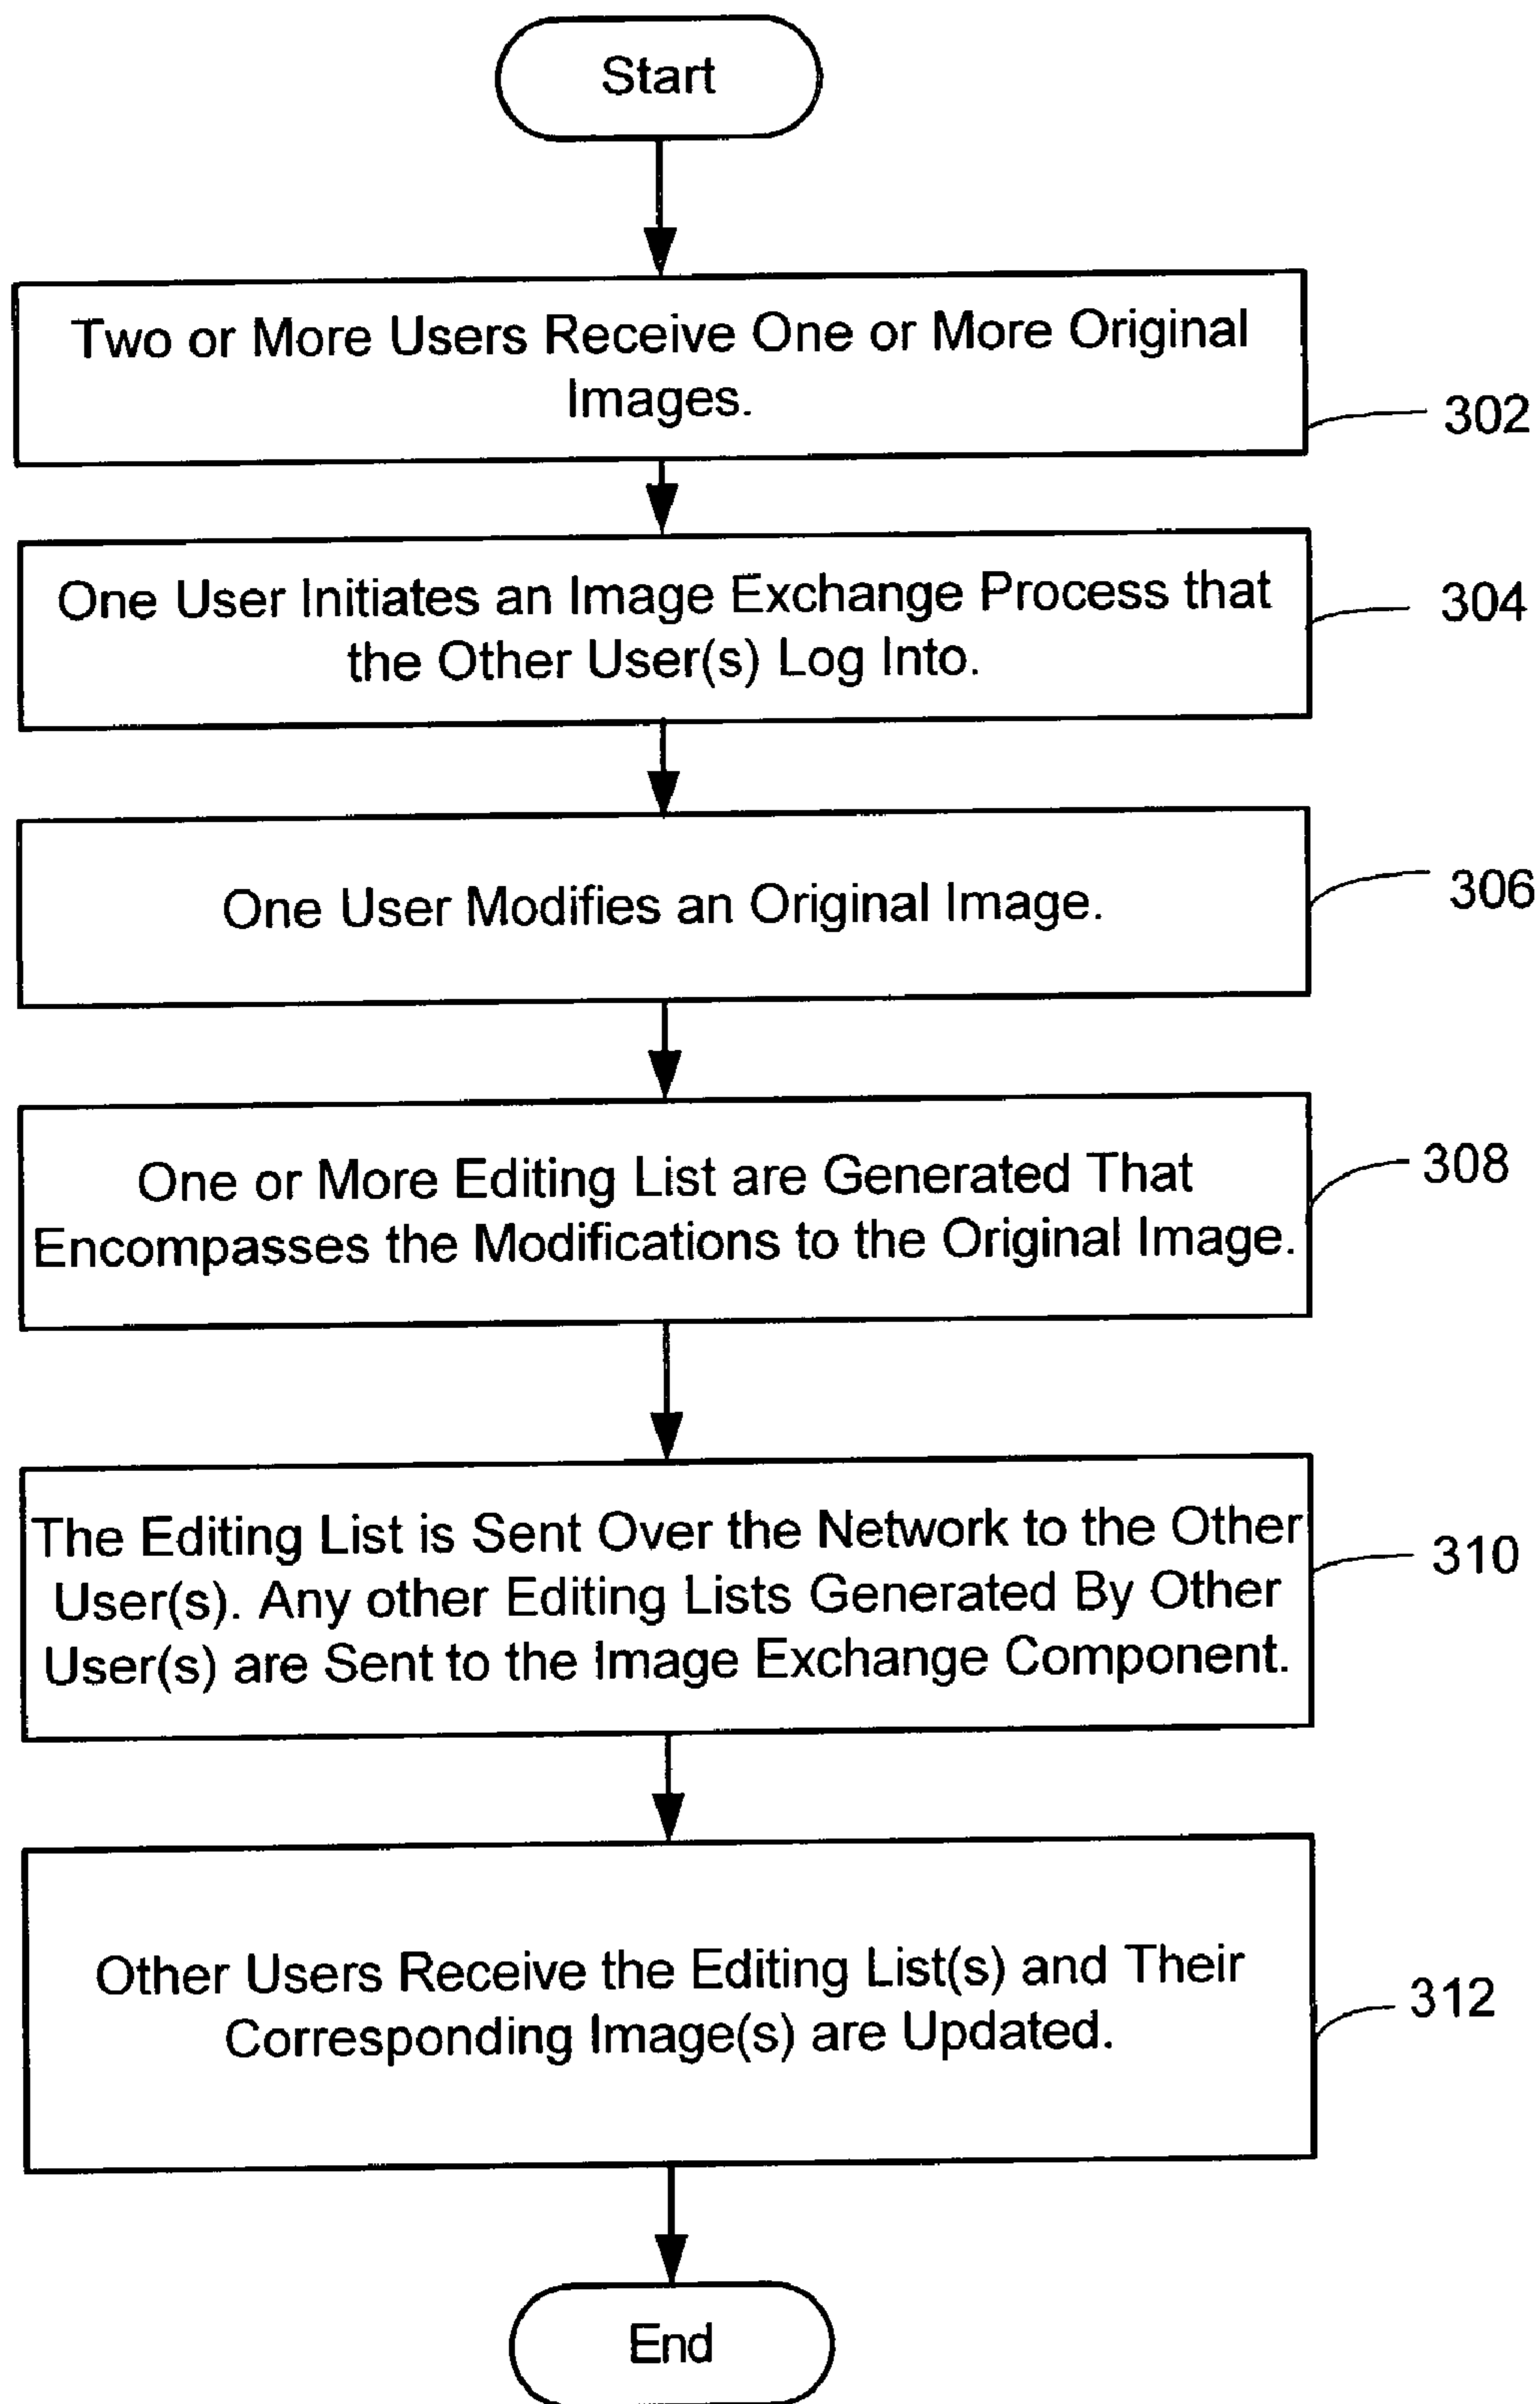 Start
Two or More Users Receive One or More Original
Images.
302
One User Initiates an Image Exchange Process that
the Other User(s) Log Into.
304
One User Modifies an Original Image.
306
One or More Editing List are Generated That
Encompasses the Modifications to the Original Image.
308
The Editing List is Sent Over the Network to the Other
User(s). Any other Editing Lists Generated By Other
User(s) are Sent to the Image Exchange Component.
310
Other Users Receive the Editing List(s) and Their
Corresponding Image(s) are Updated.
312
End